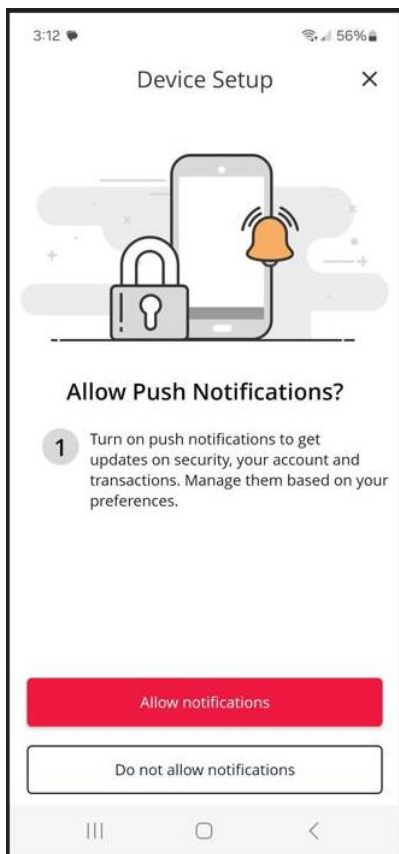 3:12
56%
Device Setup
Allow Push Notifications?
1
Turn on push notifications to get
updates on security, your account and
transactions. Manage them based on your
preferences.
Allow notifications
Do not allow notifications